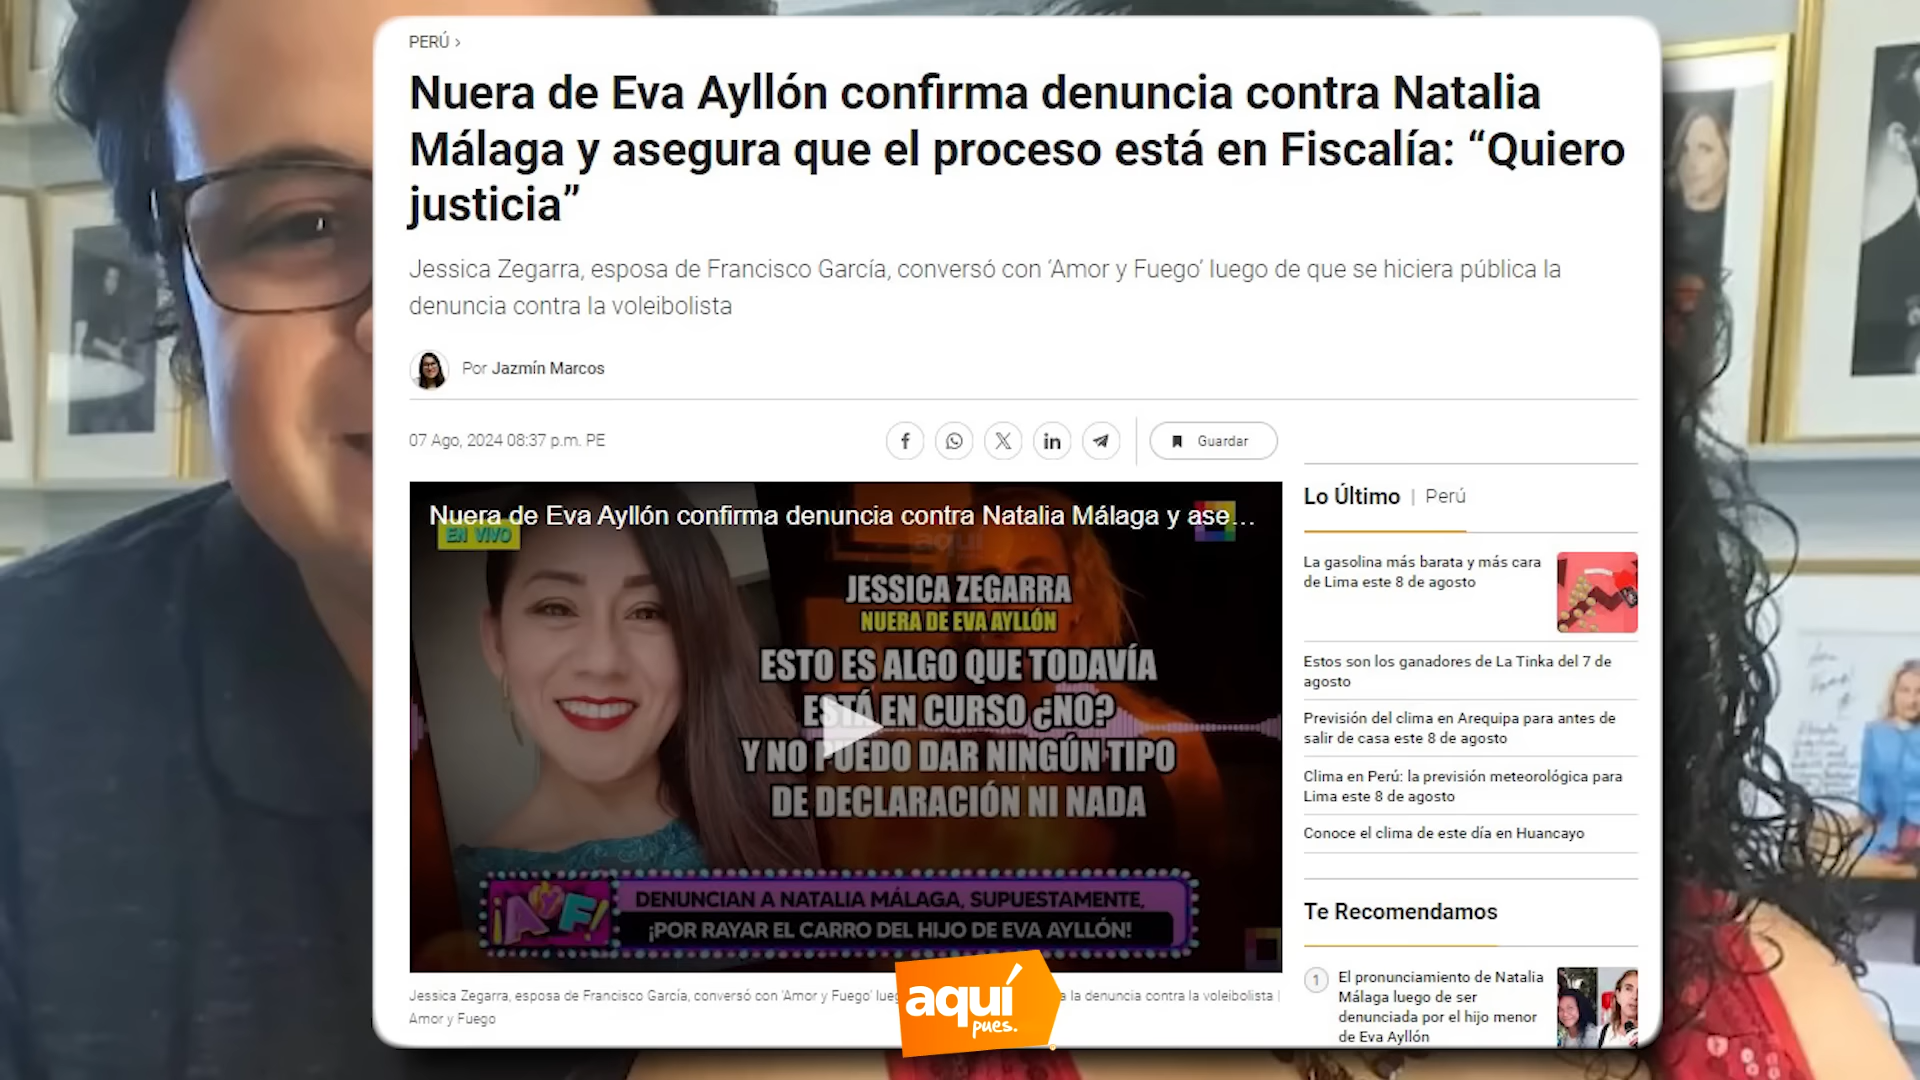 PERÚ ›
Nuera de Eva Ayllón confirma denuncia contra Natalia
Málaga y asegura que el proceso está en Fiscalía: “Quiero
justicia”
Jessica Zegarra, esposa de Francisco García, conversó con ‘Amor y Fuego’ luego de que se hiciera pública la
denuncia contra la voleibolista
Por Jazmín Marcos
07 Ago, 2024 08:37 p.m. PE
Guardar
Nuera de Eva Ayllón confirma denuncia contra Natalia Málaga y ase...
EN VIVO
JESSICA ZEGARRA
NUERA DE EVA AYLLÓN
ESTO ES ALGO QUE TODAVÍA
ESTÁ EN CURSO ¿NO?
Y NO PUEDO DAR NINGÚN TIPO
DE DECLARACIÓN NI NADA
¡AyF!
DENUNCIAN A NATALIA MÁLAGA, SUPUESTAMENTE,
¡POR RAYAR EL CARRO DEL HIJO DE EVA AYLLÓN!
Jessica Zegarra, esposa de Francisco García, conversó con ‘Amor y Fuego’ a la denuncia contra la voleibolista |
Amor y Fuego
Lo Último | Perú
La gasolina más barata y más cara
de Lima este 8 de agosto
Estos son los ganadores de La Tinka del 7 de
agosto
Previsión del clima en Arequipa para antes de
salir de casa este 8 de agosto
Clima en Perú: la previsión meteorológica para
Lima este 8 de agosto
Conoce el clima de este día en Huancayo
Te Recomendamos
1
El pronunciamiento de Natalia
Málaga luego de ser
denunciada por el hijo menor
de Eva Ayllón
aquí
pues.